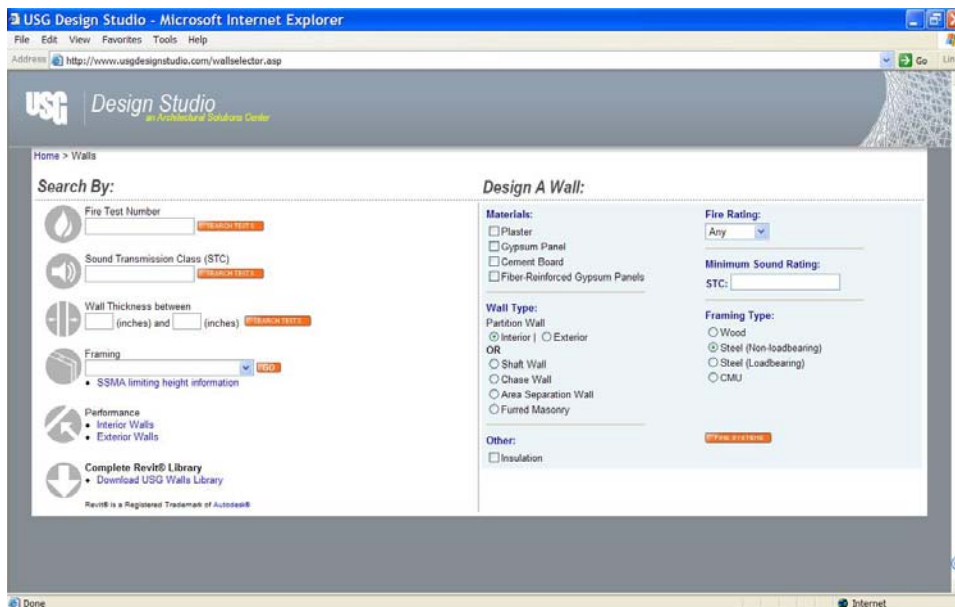 USG Design Studio - Microsoft Internet Explorer
File Edit View Favorites Tools Help
Address http://www.usgdesignstudio.com/wallselector.asp Go
USG Design Studio
an Architectural Solutions Center
Home > Walls
Search By:
Fire Test Number
SEARCH TESTS
Sound Transmission Class (STC)
SEARCH TESTS
Wall Thickness between
(inches) and (inches) SEARCH TESTS
Framing
GO
• SSMA limiting height information
Performance
• Interior Walls
• Exterior Walls
Complete Revit® Library
• Download USG Walls Library
Revit® is a Registered Trademark of Autodesk®
Design A Wall:
Materials:
Plaster
Gypsum Panel
Cement Board
Fiber-Reinforced Gypsum Panels
Wall Type:
Partition Wall
Interior | Exterior
OR
Shaft Wall
Chase Wall
Area Separation Wall
Furred Masonry
Other:
Insulation
Fire Rating:
Any
Minimum Sound Rating:
STC:
Framing Type:
Wood
Steel (Non-loadbearing)
Steel (Loadbearing)
CMU
FIND SYSTEMS
Done Internet